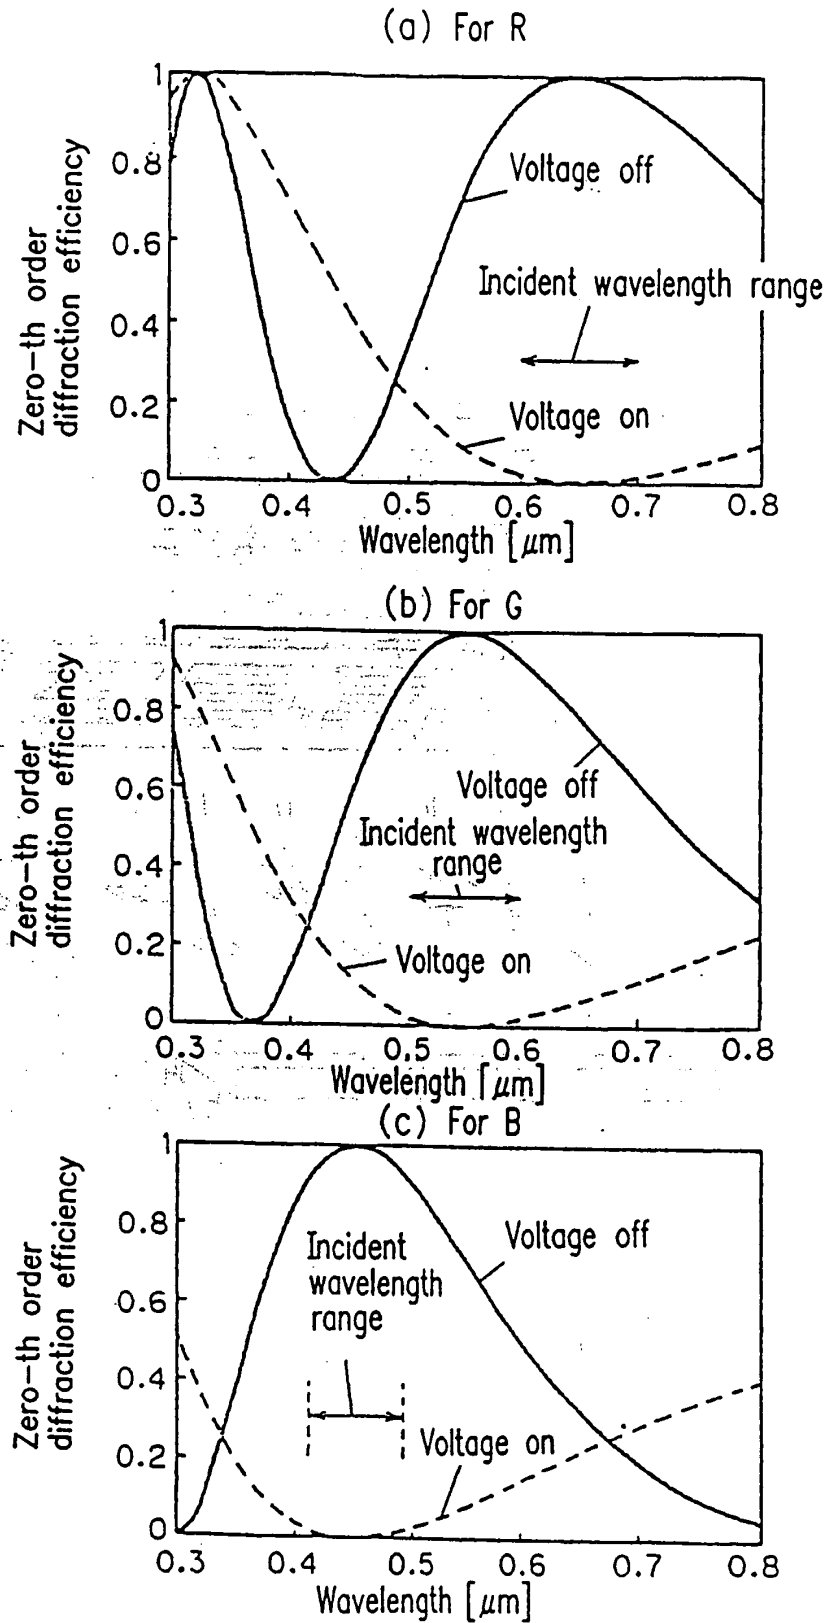 (a) For R
1
0.8
0.6
0.4
0.2
0
Zero-th order
diffraction efficiency
Voltage off
Incident wavelength range
Voltage on
0.3 0.4 0.5 0.6 0.7 0.8
Wavelength [μm]
(b) For G
1
0.8
0.6
0.4
0.2
0
Zero-th order
diffraction efficiency
Voltage off
Incident wavelength
range
Voltage on
0.3 0.4 0.5 0.6 0.7 0.8
Wavelength [μm]
(c) For B
1
0.8
0.6
0.4
0.2
0
Zero-th order
diffraction efficiency
Voltage off
Incident
wavelength
range
Voltage on
0.3 0.4 0.5 0.6 0.7 0.8
Wavelength [μm]